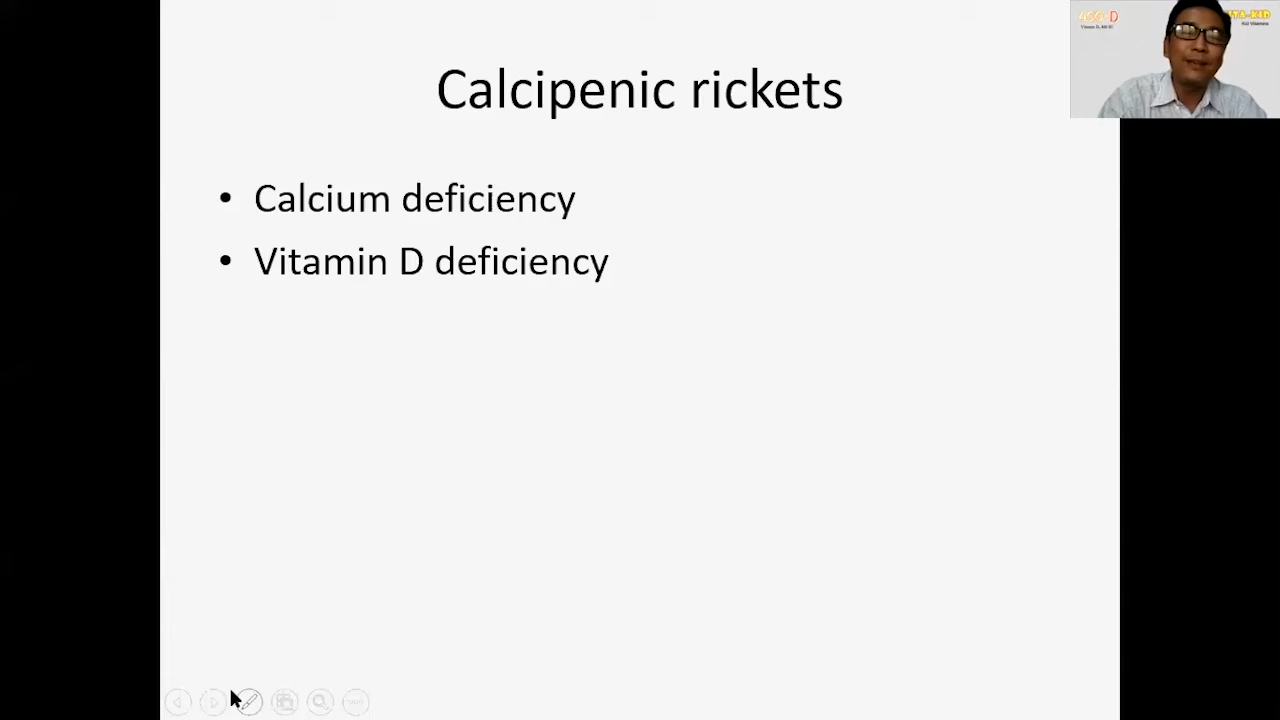 Calcipenic rickets
• Calcium deficiency
• Vitamin D deficiency